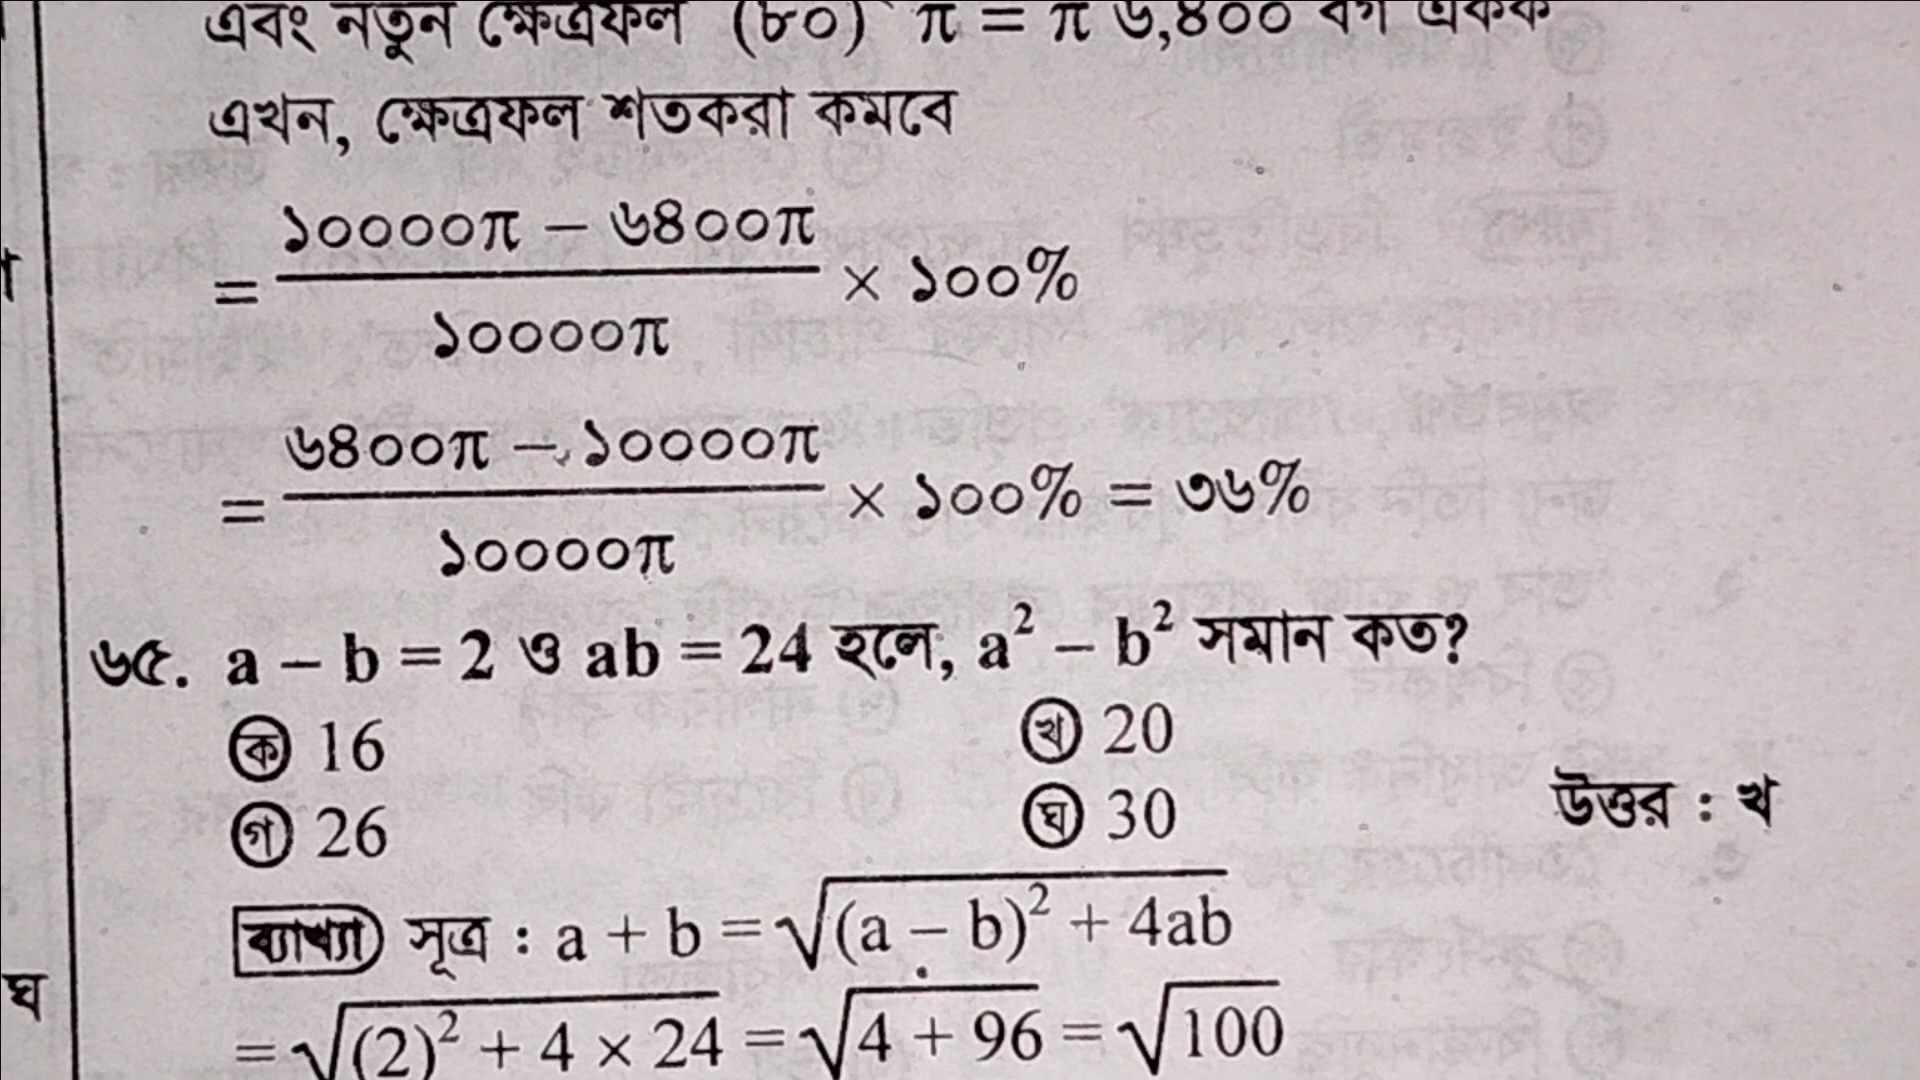 এবং নতুন ক্ষেত্রফল (৮০) π = π ৬,৪০০ বর্গ একক
এখন, ক্ষেত্রফল শতকরা কমবে
= (১০০০০π − ৬৪০০π) / ১০০০০π × ১০০%
= (৬৪০০π − ১০০০০π) / ১০০০০π × ১০০% = ৩৬%
৬৫. a − b = 2 ও ab = 24 হলে, a² − b² সমান কত?
ক 16 খ 20
গ 26 ঘ 30
উত্তর : খ
ব্যাখ্যা সূত্র : a + b = √((a − b)² + 4ab)
ঘ
= √((2)² + 4 × 24) = √(4 + 96) = √100